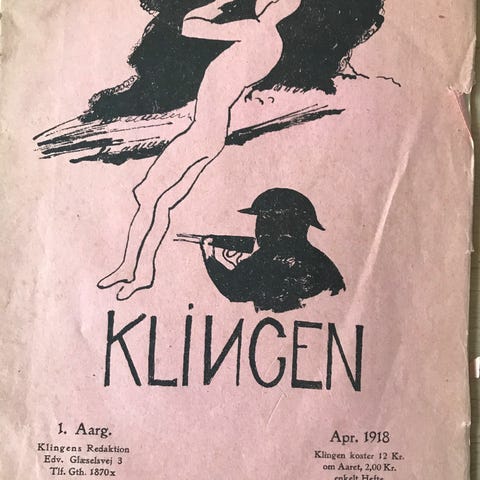 KLiNGEN
1. Aarg.
Klingens Redaktion
Edv. Glæselsvej 3
Tlf. Gth. 1870x
Apr. 1918
Klingen koster 12 Kr.
om Aaret, 2,00 Kr.
enkelt Hefte